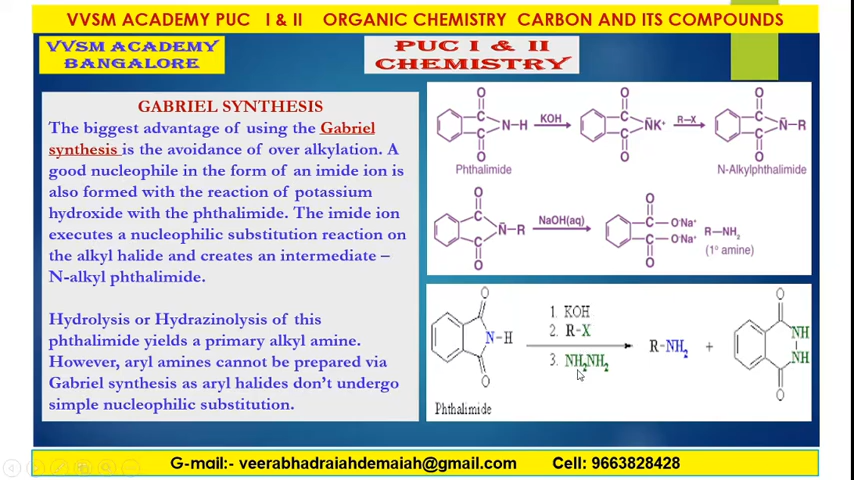 VVSM ACADEMY PUC I & II ORGANIC CHEMISTRY CARBON AND ITS COMPOUNDS
VVSM ACADEMY
BANGALORE
PUC I & II
CHEMISTRY
GABRIEL SYNTHESIS
The biggest advantage of using the Gabriel
synthesis is the avoidance of over alkylation. A
good nucleophile in the form of an imide ion is
also formed with the reaction of potassium
hydroxide with the phthalimide. The imide ion
executes a nucleophilic substitution reaction on
the alkyl halide and creates an intermediate –
N-alkyl phthalimide.
Hydrolysis or Hydrazinolysis of this
phthalimide yields a primary alkyl amine.
However, aryl amines cannot be prepared via
Gabriel synthesis as aryl halides don't undergo
simple nucleophilic substitution.
O O O
N–H KOH N̄K⁺ R–X N̄–R
O O O
Phthalimide N-Alkylphthalimide
O O
N̄–R NaOH(aq) C–O⁻Na⁺ R–NH₂
C–O⁻Na⁺ (1° amine)
O O
O 1. KOH O
N–H 2. R-X R-NH₂ + NH
3. NH₂NH₂ NH
O O
Phthalimide
G-mail:- veerabhadraiahdemaiah@gmail.com Cell: 9663828428